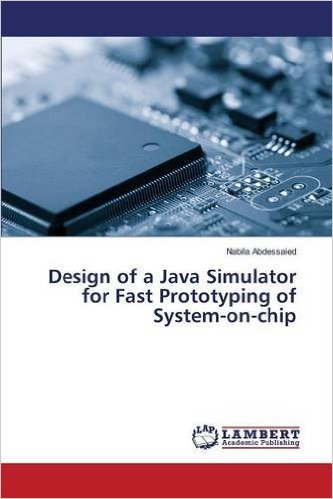 Nabila Abdessaied
Design of a Java Simulator
for Fast Prototyping of
System-on-chip
LAP
LAMBERT
Academic Publishing